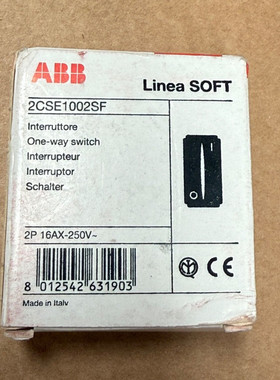 ABB
Linea SOFT
2CSE1002SF
Interruttore
One-way switch
Interrupteur
Interruptor
Schalter
2P 16AX-250V~
8 012542 631903
Made in Italy